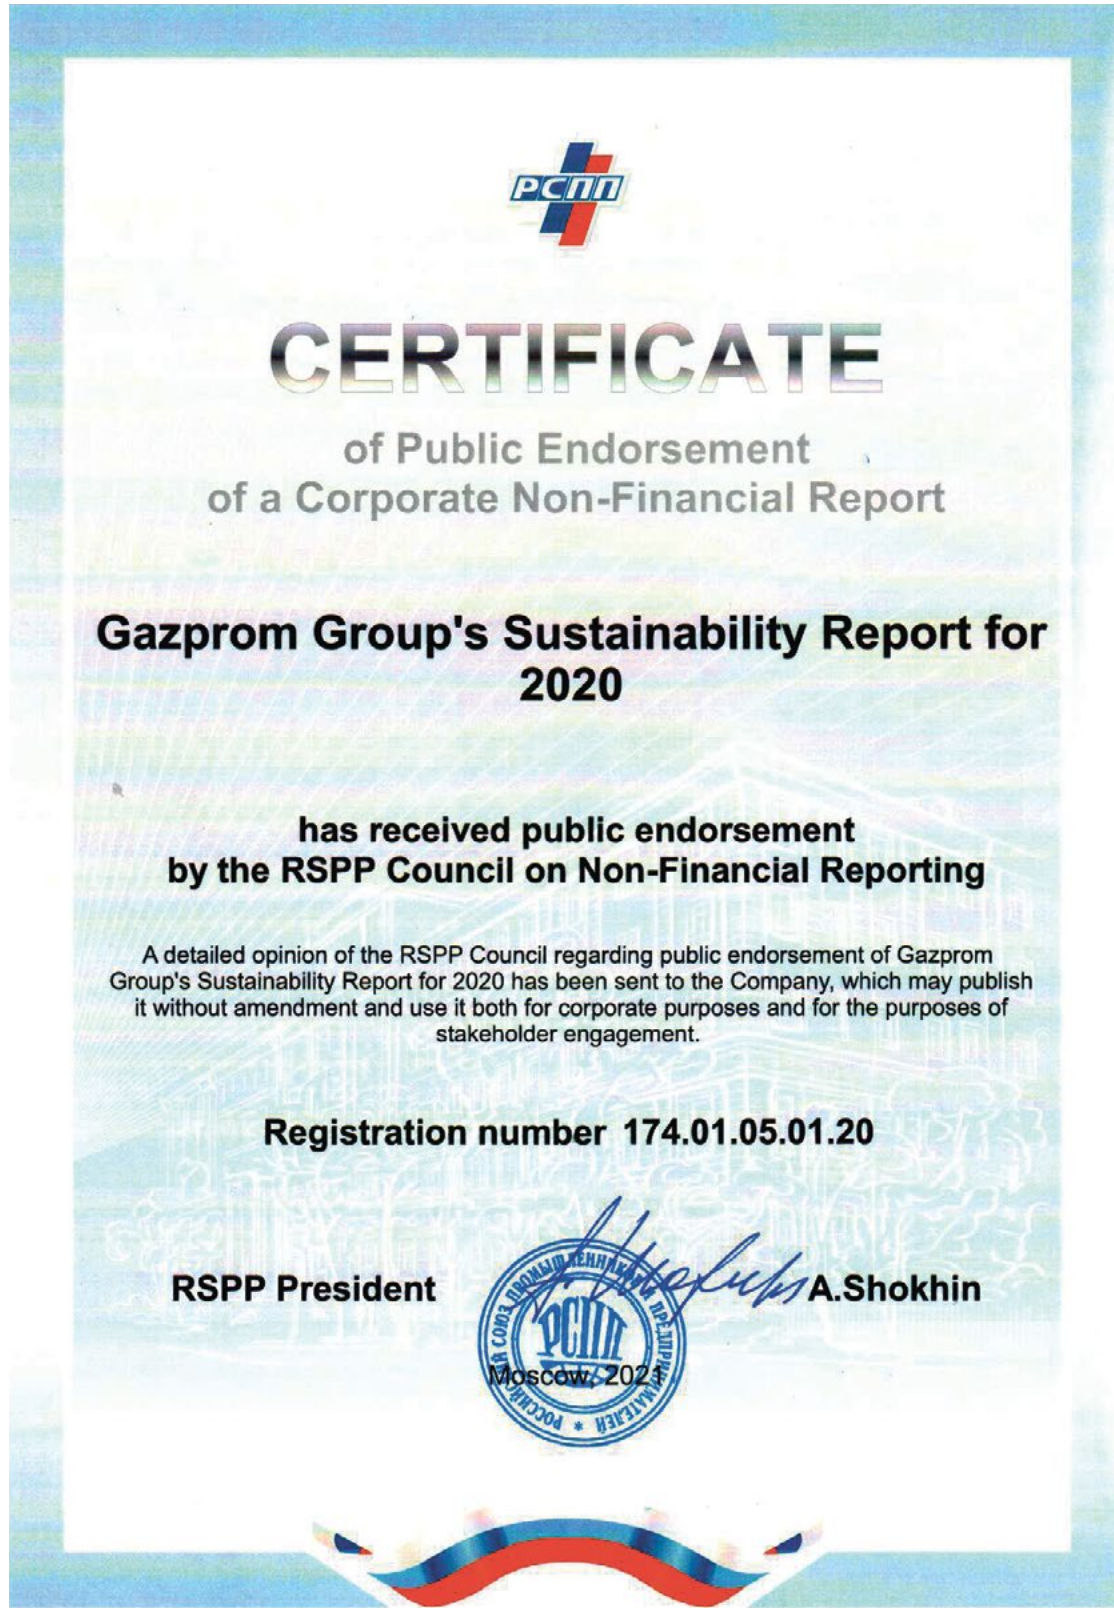 РСПП
CERTIFICATE
of Public Endorsement
of a Corporate Non-Financial Report
Gazprom Group's Sustainability Report for
2020
has received public endorsement
by the RSPP Council on Non-Financial Reporting
A detailed opinion of the RSPP Council regarding public endorsement of Gazprom
Group's Sustainability Report for 2020 has been sent to the Company, which may publish
it without amendment and use it both for corporate purposes and for the purposes of
stakeholder engagement.
Registration number 174.01.05.01.20
RSPP President
A.Shokhin
РОССИЙСКИЙ СОЮЗ ПРОМЫШЛЕННИКОВ И ПРЕДПРИНИМАТЕЛЕЙ *
РСПП
Moscow, 2021